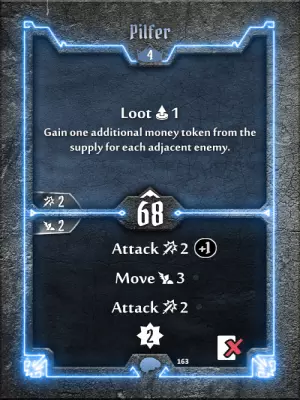 Pilfer
4
Loot 1
Gain one additional money token from the
supply for each adjacent enemy.
2
68
2
Attack 2 +1
Move 3
Attack 2
2
163